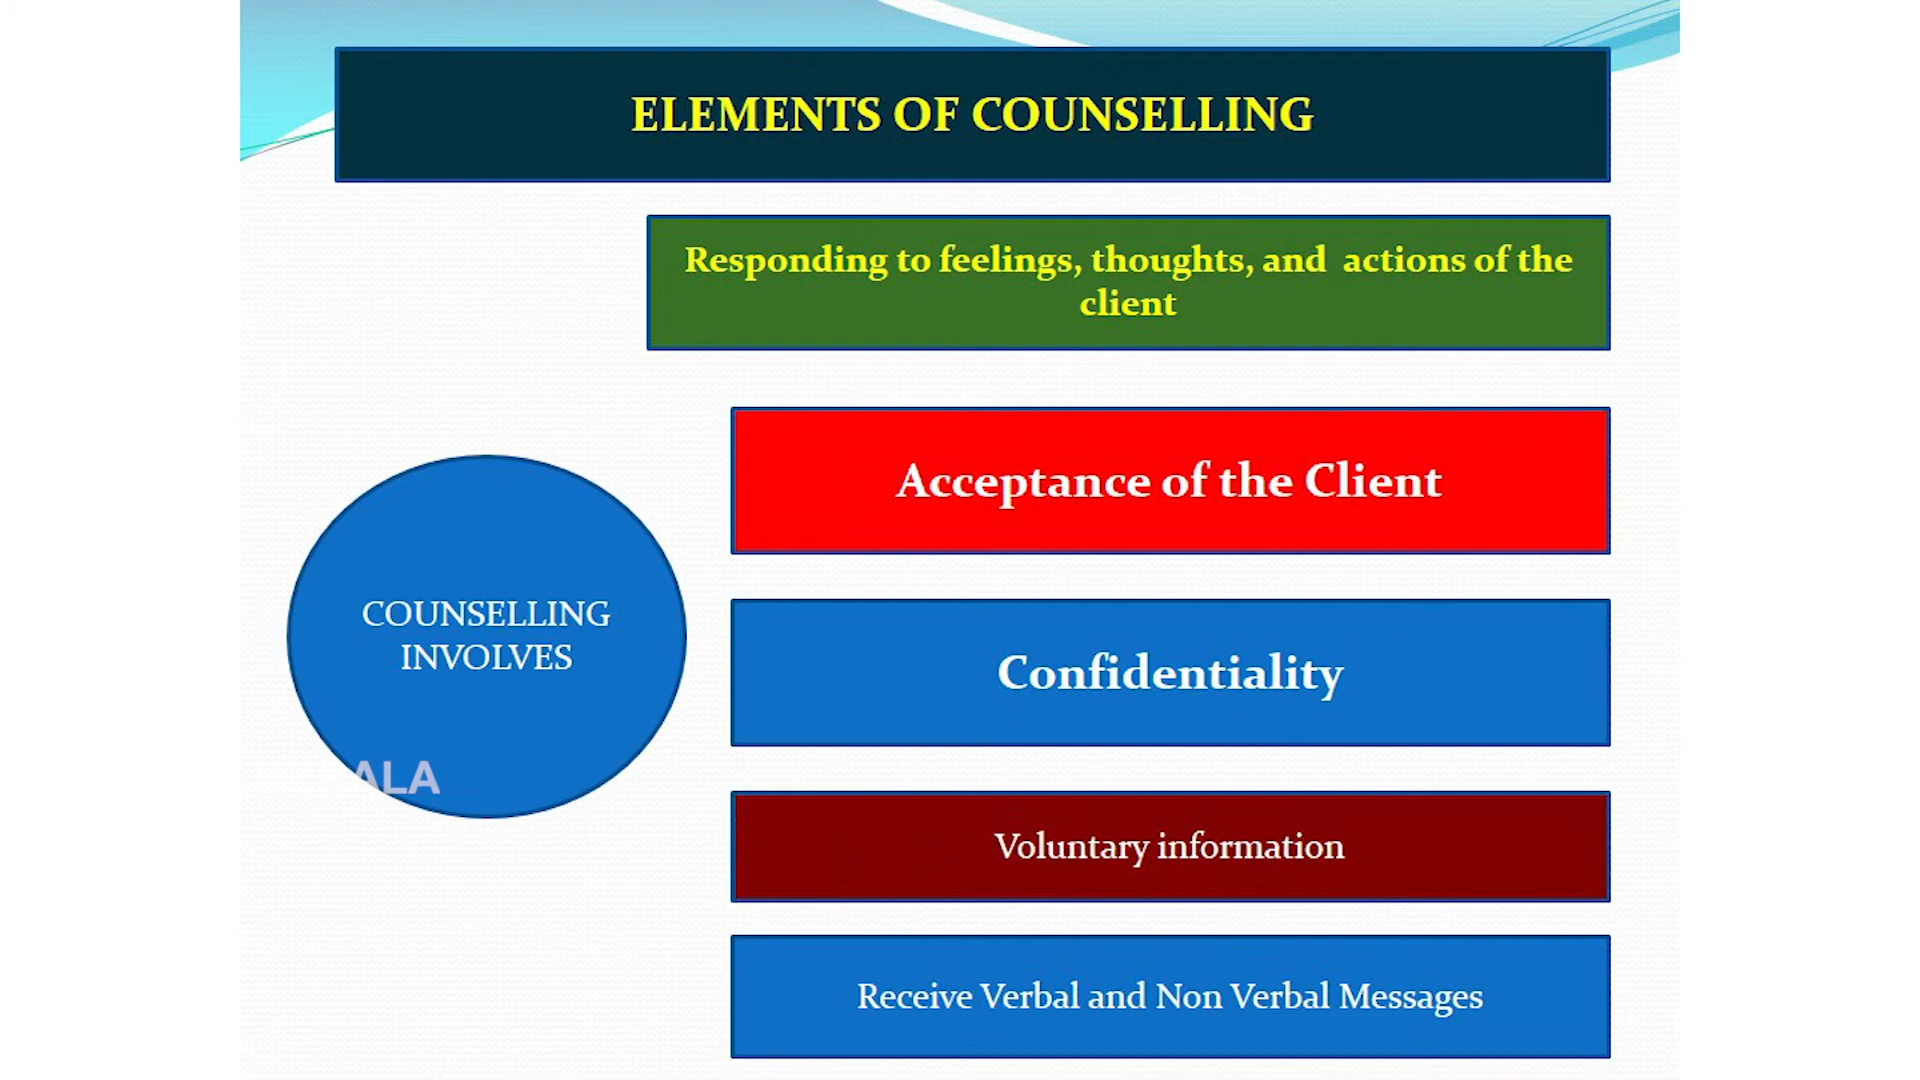 ELEMENTS OF COUNSELLING
Responding to feelings, thoughts, and actions of the
client
Acceptance of the Client
COUNSELLING
INVOLVES
Confidentiality
ALA
Voluntary information
Receive Verbal and Non Verbal Messages